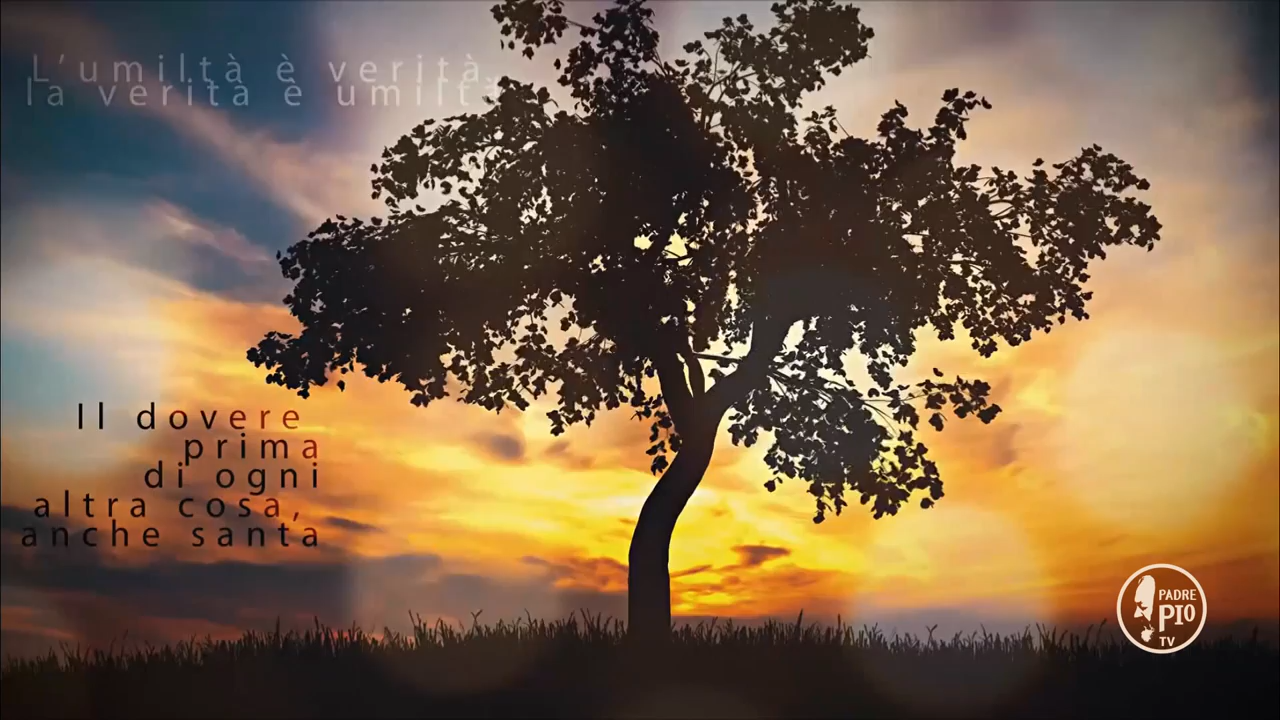 L'umiltà è verità,
la verità è umiltà
Il dovere
prima
di ogni
altra cosa,
anche santa
PADRE
PIO
TV